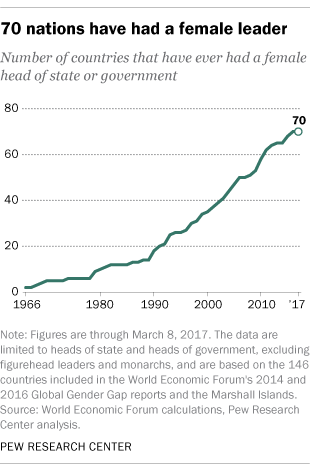 70 nations have had a female leader
Number of countries that have ever had a female
head of state or government
80
70
60
40
20
0
1966 1980 1990 2000 2010 '17
Note: Figures are through March 8, 2017. The data are
limited to heads of state and heads of government, excluding
figurehead leaders and monarchs, and are based on the 146
countries included in the World Economic Forum's 2014 and
2016 Global Gender Gap reports and the Marshall Islands.
Source: World Economic Forum calculations, Pew Research
Center analysis.
PEW RESEARCH CENTER